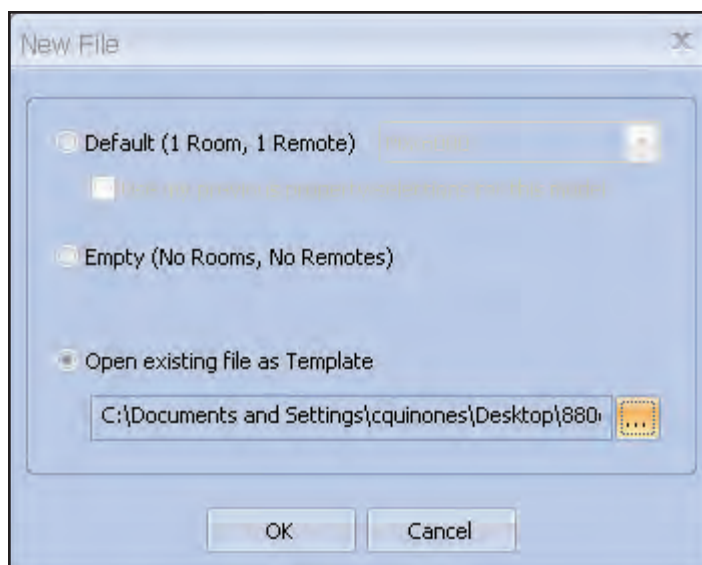 New File
Default (1 Room, 1 Remote)
Empty (No Rooms, No Remotes)
Open existing file as Template
C:\Documents and Settings\cquinones\Desktop\880
...
OK
Cancel